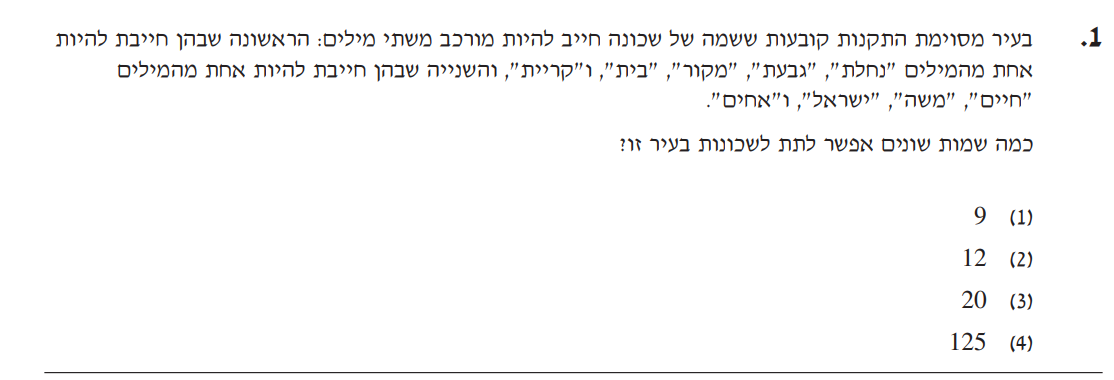 1. בעיר מסוימת התקנות קובעות ששמה של שכונה חייב להיות מורכב משתי מילים: הראשונה שבהן חייבת להיות
אחת מהמילים "נחלת", "גבעת", "מקור", "בית", ו"קריית", והשנייה שבהן חייבת להיות אחת מהמילים
"חיים", "משה", "ישראל", ו"אחים".
כמה שמות שונים אפשר לתת לשכונות בעיר זו?
(1) 9
(2) 12
(3) 20
(4) 125